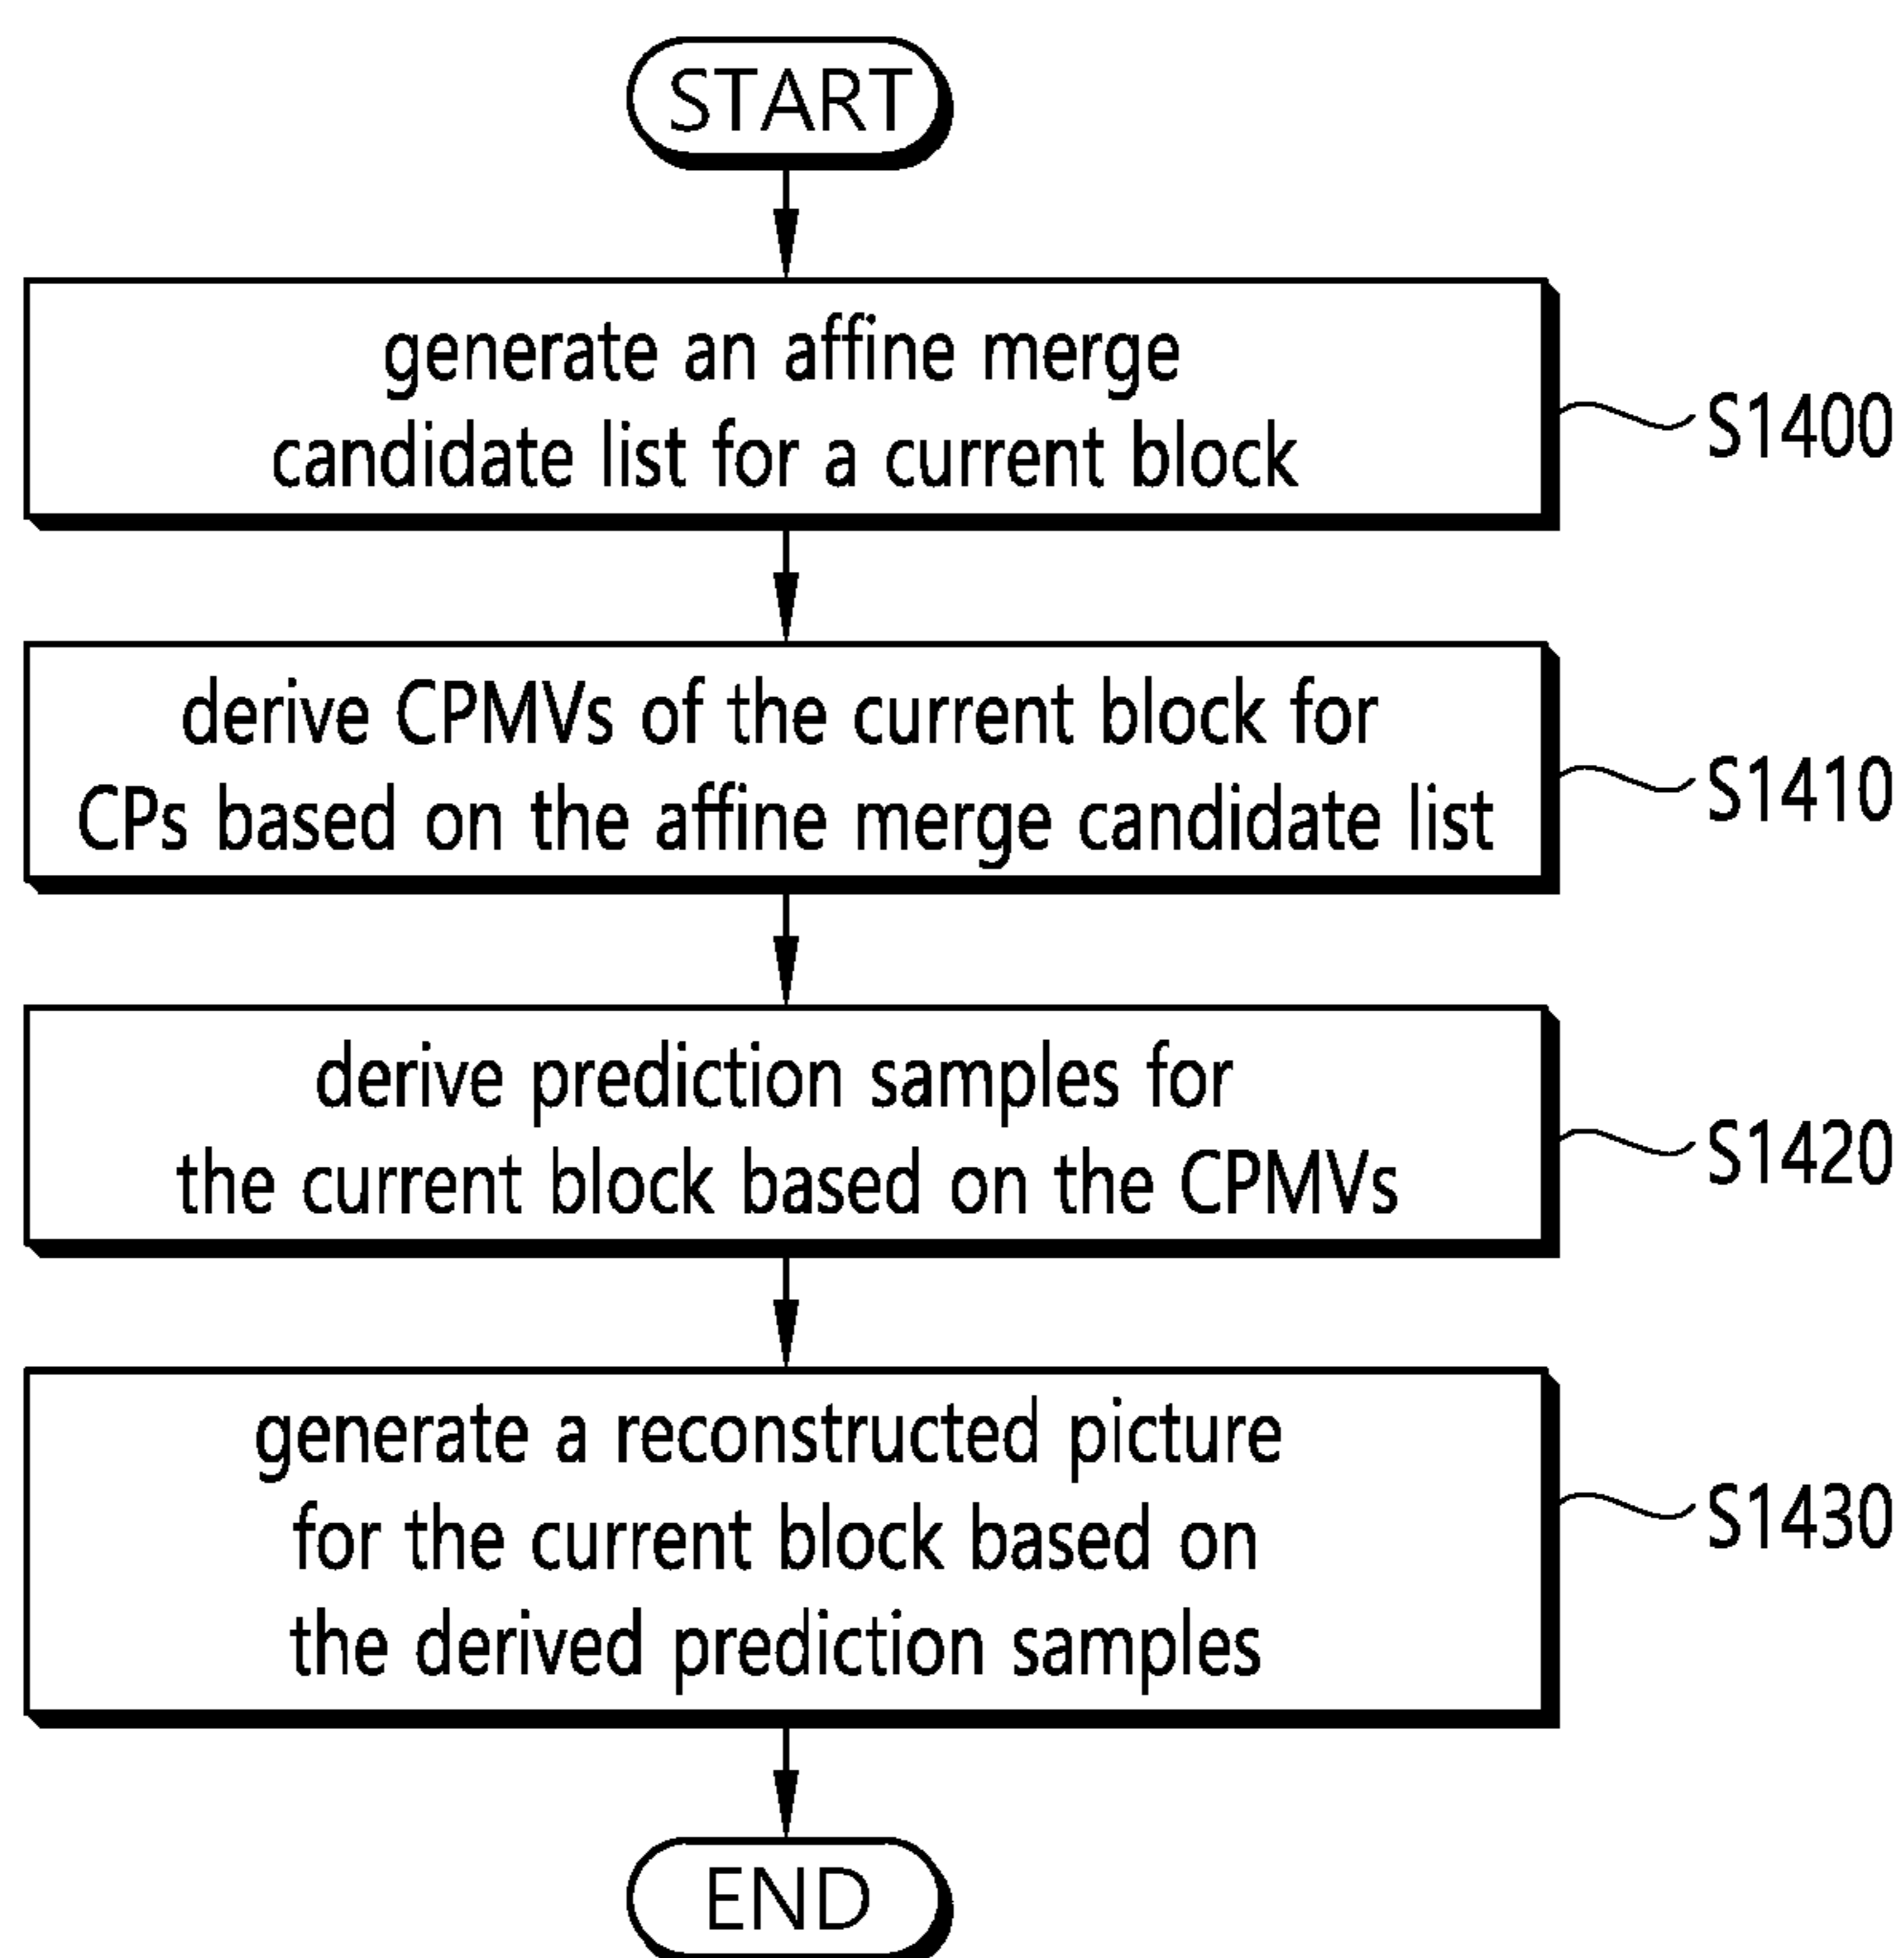 START
generate an affine merge
candidate list for a current block
S1400
derive CPMVs of the current block for
CPs based on the affine merge candidate list
S1410
derive prediction samples for
the current block based on the CPMVs
S1420
generate a reconstructed picture
for the current block based on
the derived prediction samples
S1430
END